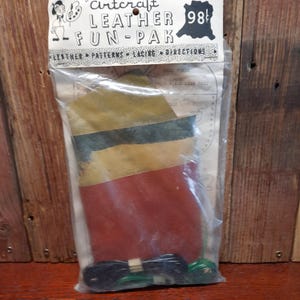 Artcraft
LEATHER
FUN-PAK
98¢
LEATHER PATTERNS LACING DIRECTIONS